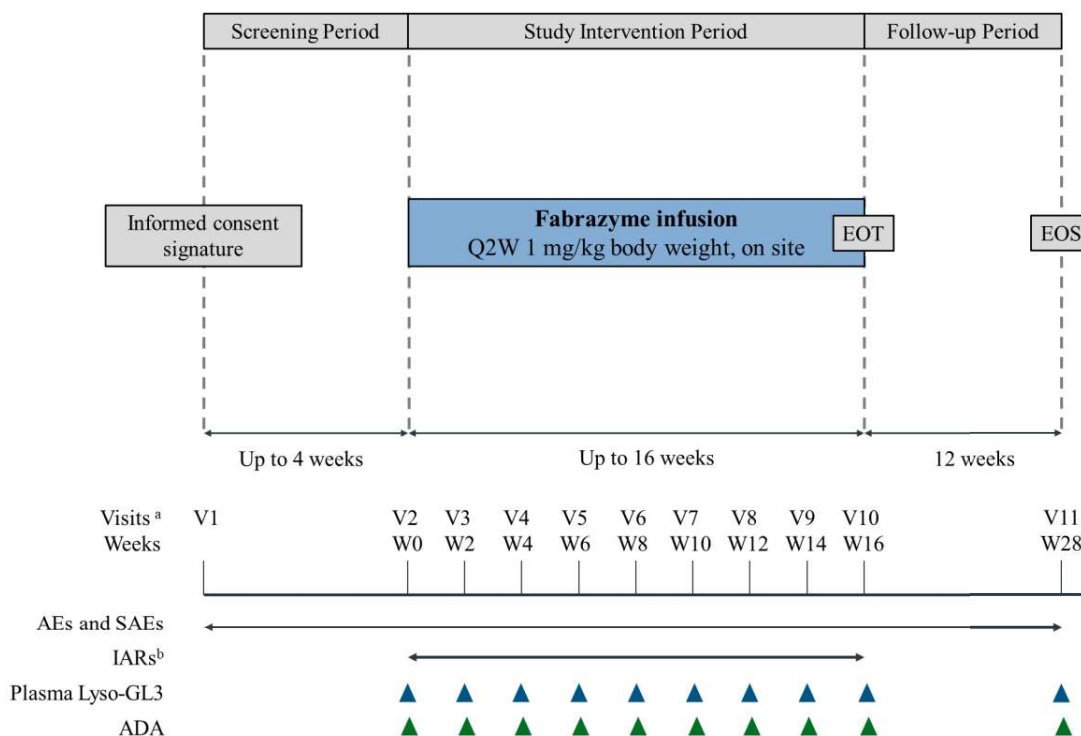 Screening Period Study Intervention Period Follow-up Period
Informed consent
signature
Fabrazyme infusion
Q2W 1 mg/kg body weight, on site
EOT
EOS
Up to 4 weeks Up to 16 weeks 12 weeks
Visits a V1 V2 V3 V4 V5 V6 V7 V8 V9 V10 V11
Weeks W0 W2 W4 W6 W8 W10 W12 W14 W16 W28
AEs and SAEs
IARsb
Plasma Lyso-GL3
ADA